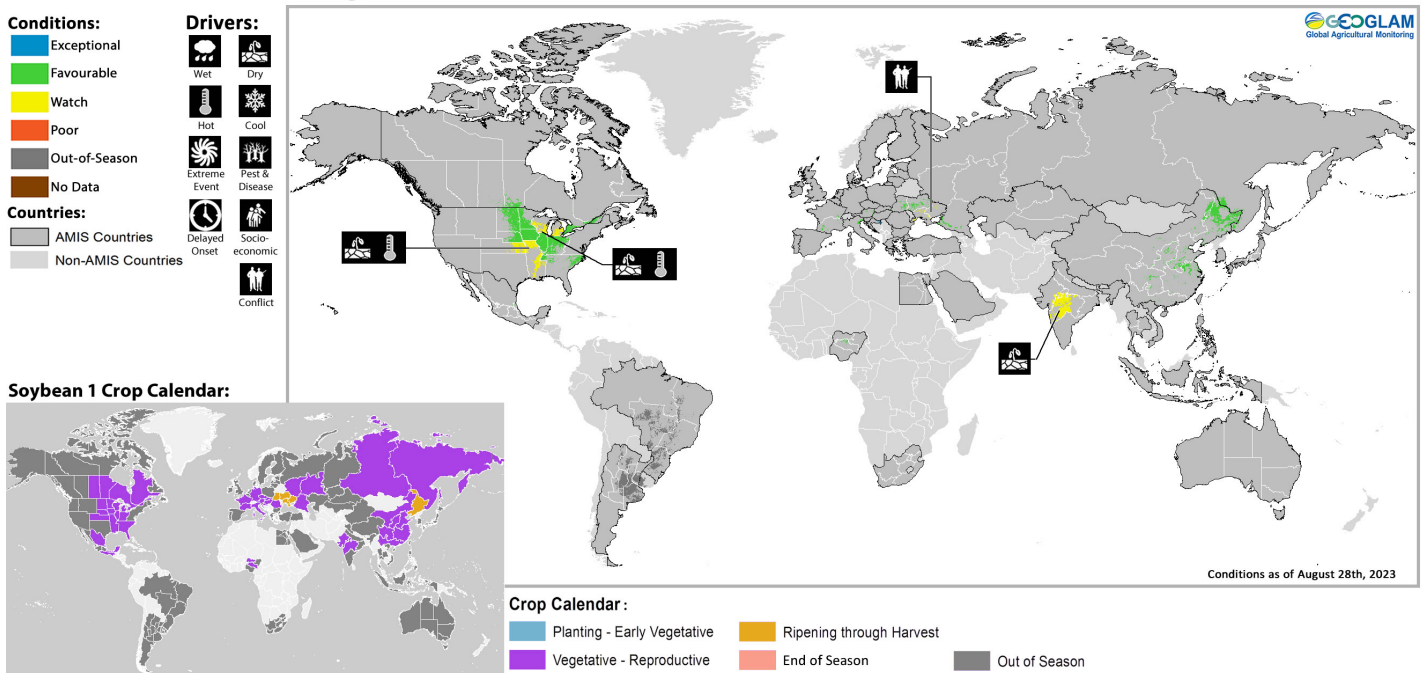 Conditions:
Exceptional
Favourable
Watch
Poor
Out-of-Season
No Data
Countries:
AMIS Countries
Non-AMIS Countries
Drivers:
Wet
Dry
Hot
Cool
Extreme
Event
Pest &
Disease
Delayed
Onset
Socio-
economic
Conflict
GEOGLAM
Global Agricultural Monitoring
Conditions as of August 28th, 2023
Soybean 1 Crop Calendar:
Crop Calendar :
Planting - Early Vegetative
Ripening through Harvest
Vegetative - Reproductive
End of Season
Out of Season